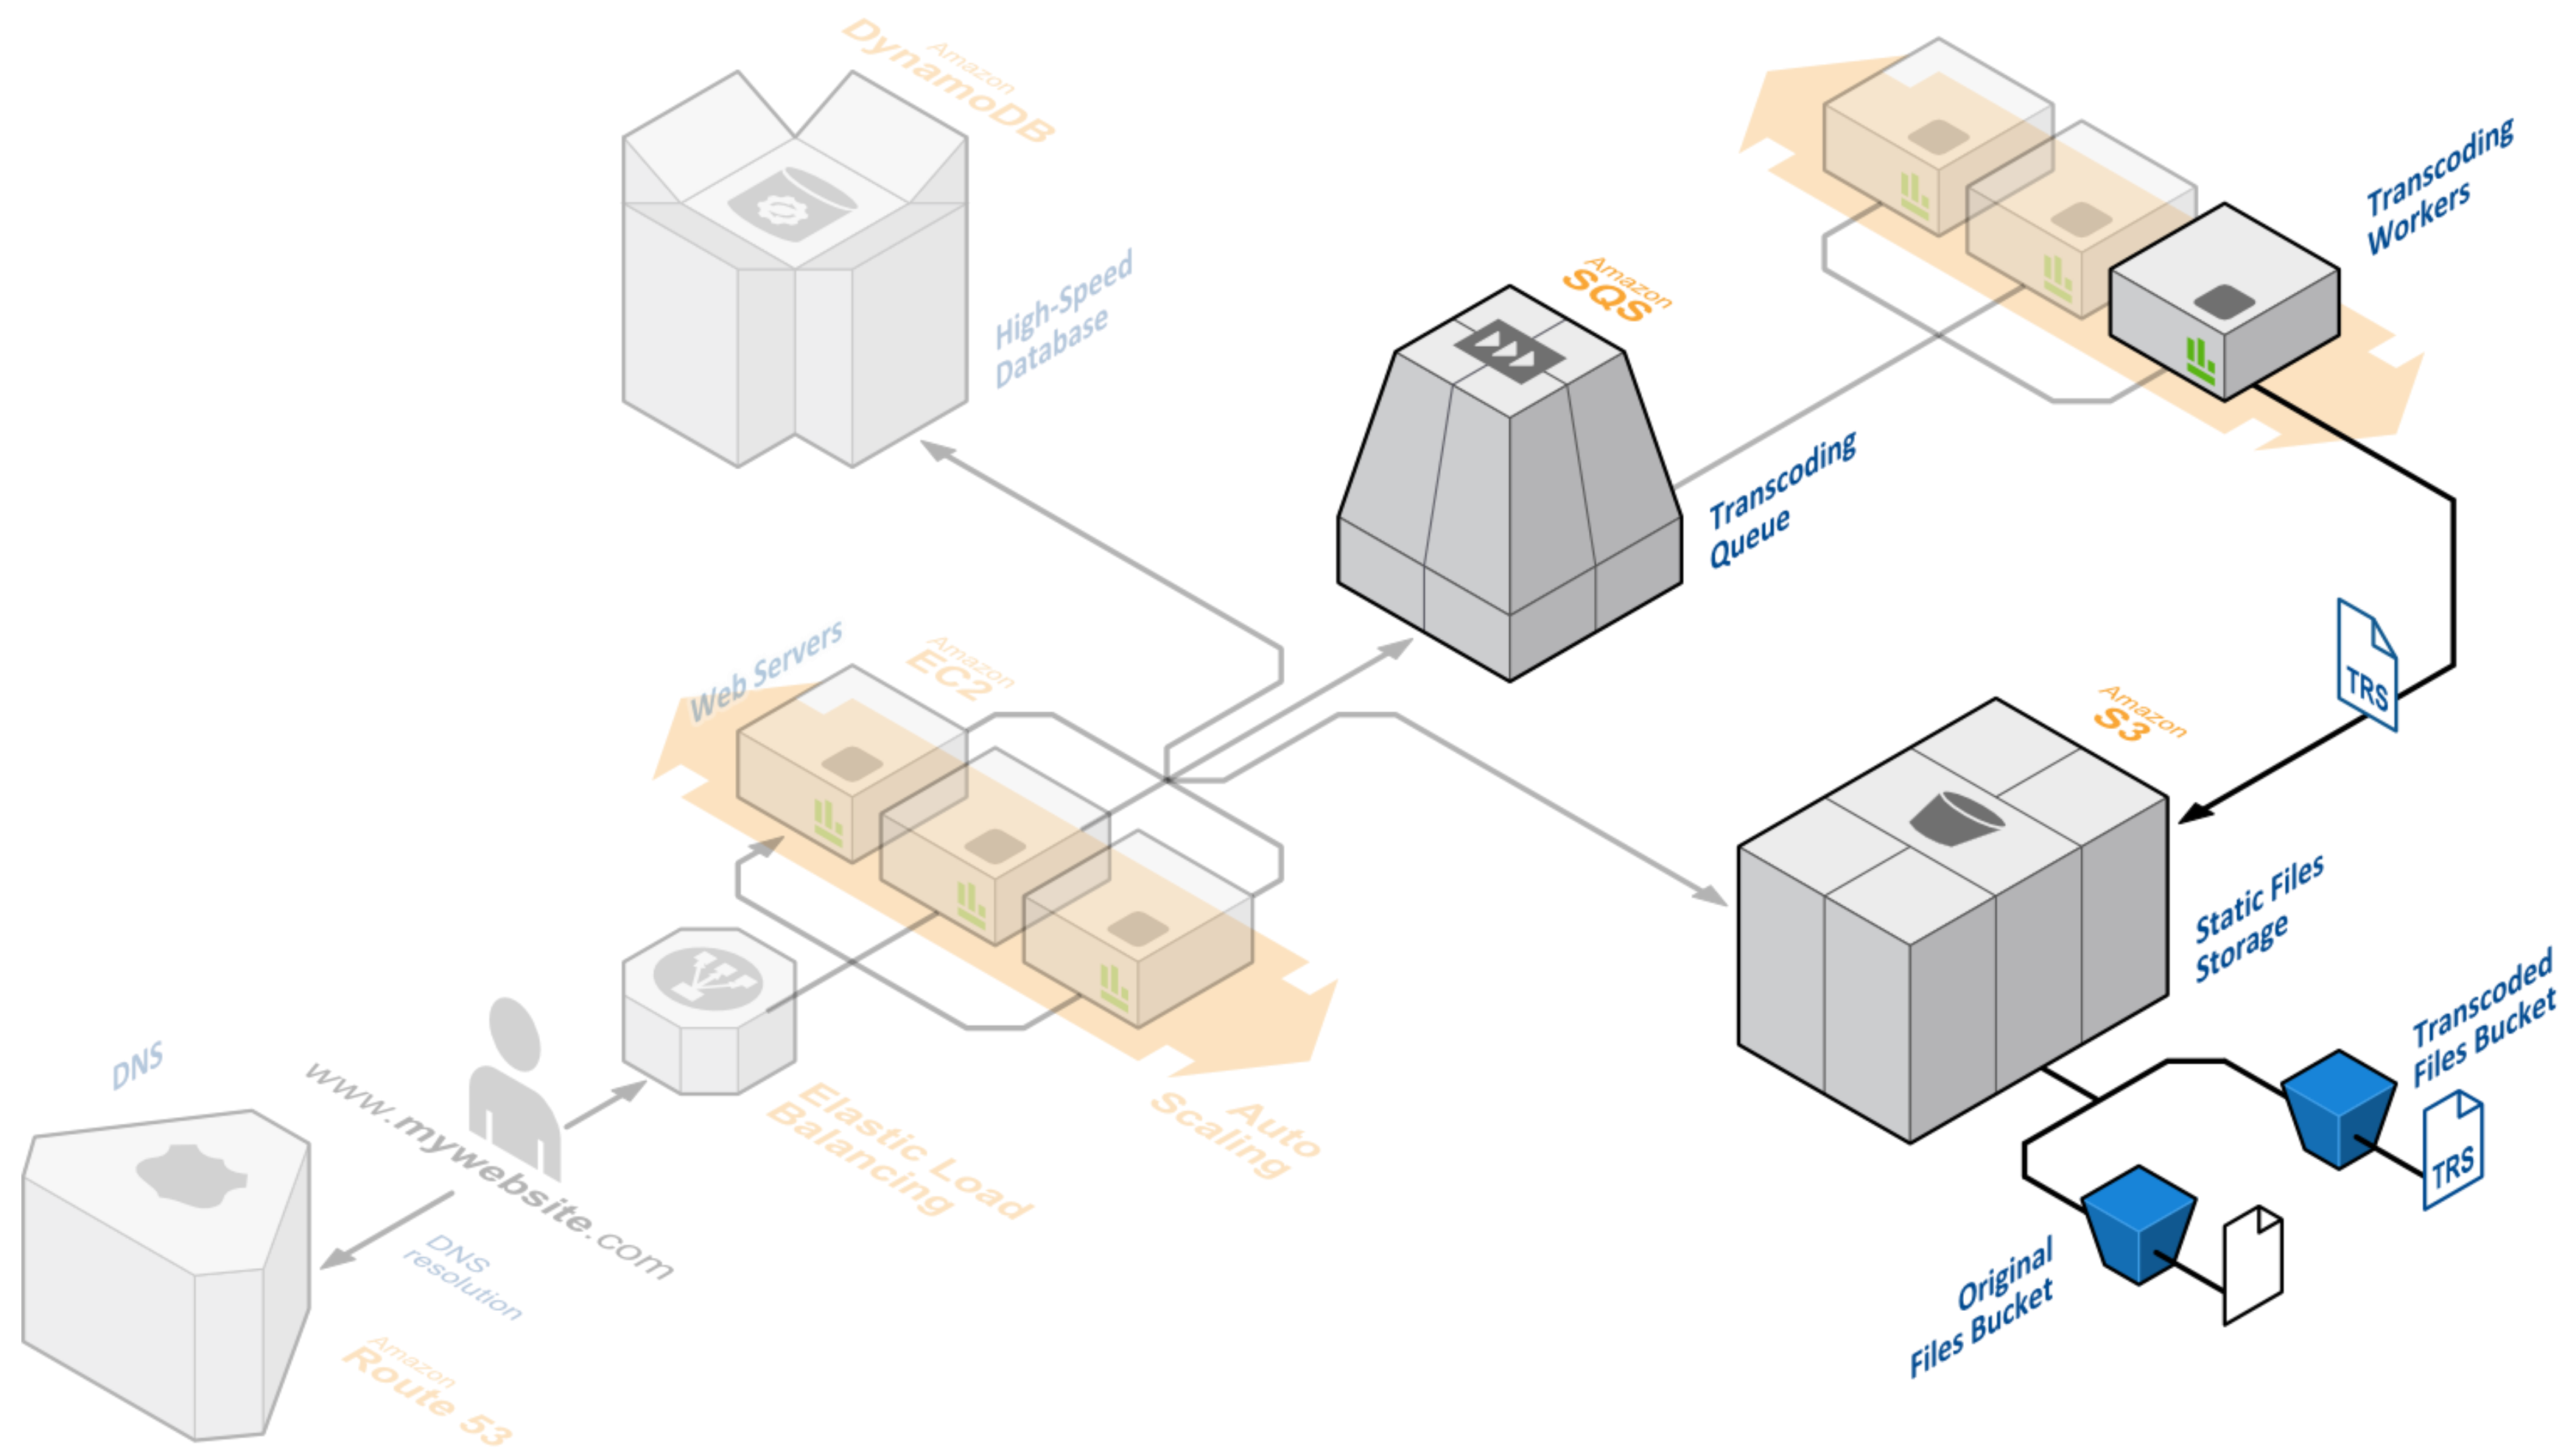 Amazon
DynamoDB
High-Speed
Database
Amazon
SQS
Transcoding
Queue
Transcoding
Workers
Web Servers
Amazon
EC2
TRS
Amazon
S3
Static Files
Storage
Transcoded
Files Bucket
TRS
Original
Files Bucket
DNS
www.mywebsite.com
Elastic Load
Balancing
Auto
Scaling
DNS
resolution
Amazon
Route 53